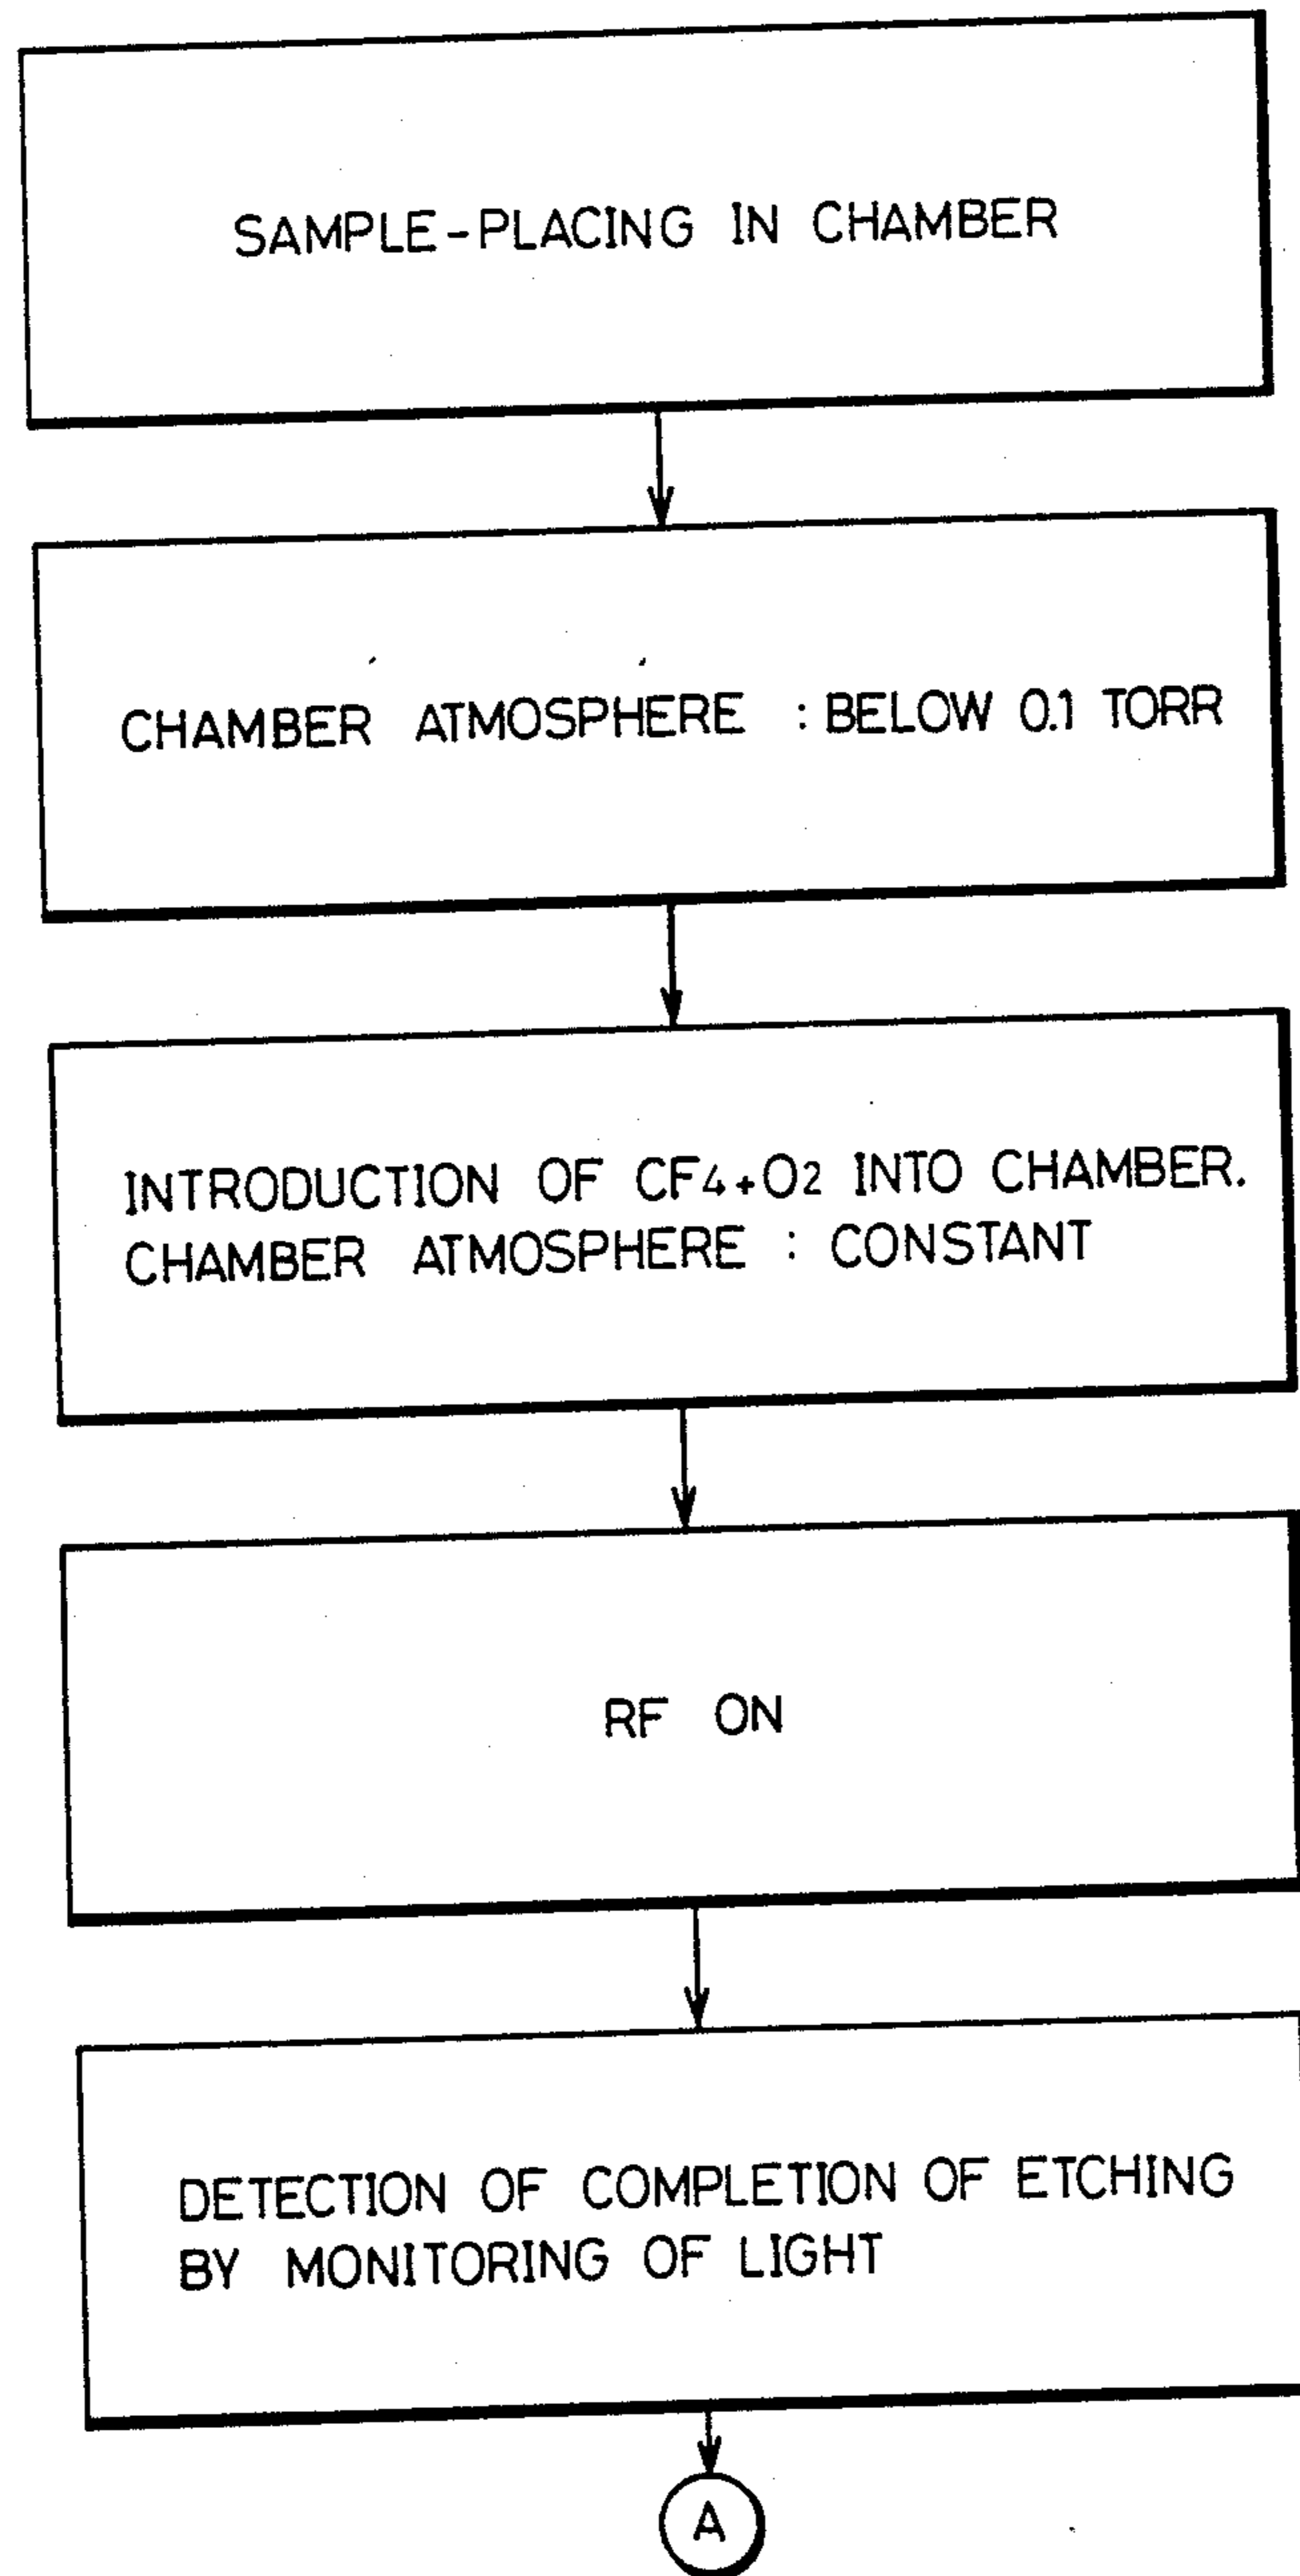 SAMPLE-PLACING IN CHAMBER
CHAMBER ATMOSPHERE : BELOW 0.1 TORR
INTRODUCTION OF CF4+O2 INTO CHAMBER.
CHAMBER ATMOSPHERE : CONSTANT
RF ON
DETECTION OF COMPLETION OF ETCHING
BY MONITORING OF LIGHT
A